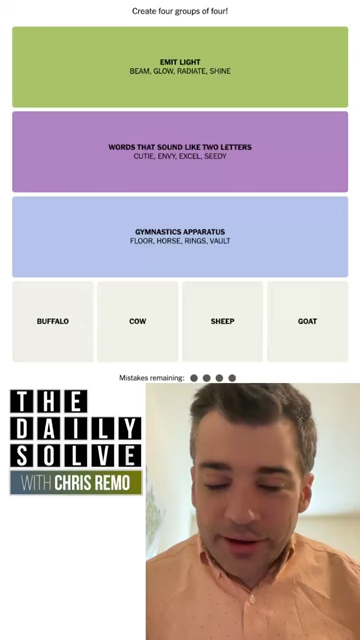 Create four groups of four!
EMIT LIGHT
BEAM, GLOW, RADIATE, SHINE
WORDS THAT SOUND LIKE TWO LETTERS
CUTIE, ENVY, EXCEL, SEEDY
GYMNASTICS APPARATUS
FLOOR, HORSE, RINGS, VAULT
BUFFALO COW SHEEP GOAT
Mistakes remaining:
THE
DAILY
SOLVE
WITH CHRIS REMO